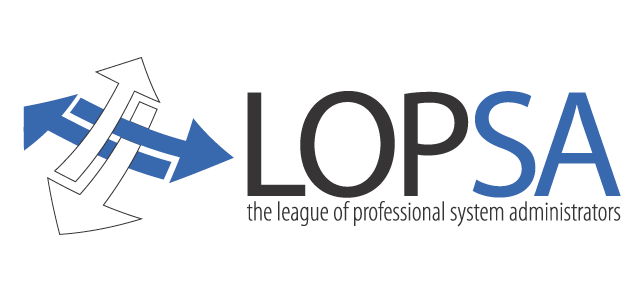 LOPSA
the league of professional system administrators